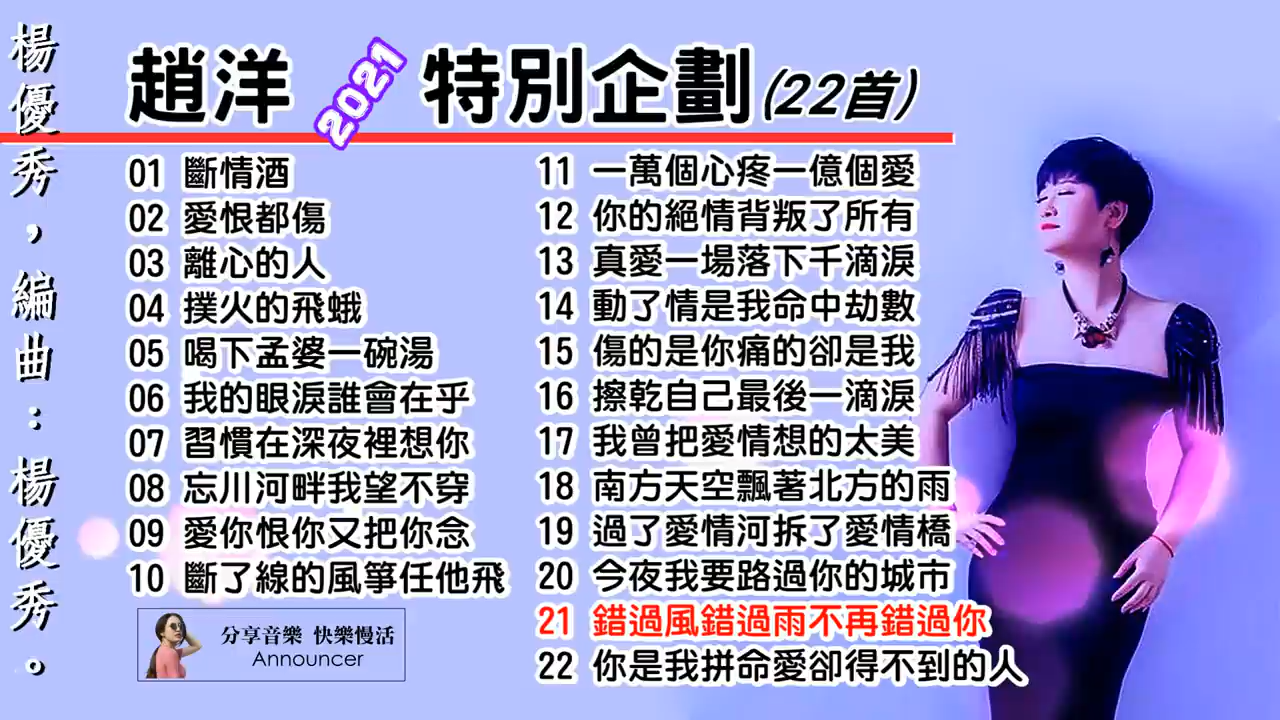 楊優秀，編曲：楊優秀。
趙洋 2021 特別企劃(22首)
01 斷情酒
02 愛恨都傷
03 離心的人
04 撲火的飛蛾
05 喝下孟婆一碗湯
06 我的眼淚誰會在乎
07 習慣在深夜裡想你
08 忘川河畔我望不穿
09 愛你恨你又把你念
10 斷了線的風箏任他飛
11 一萬個心疼一億個愛
12 你的絕情背叛了所有
13 真愛一場落下千滴淚
14 動了情是我命中劫數
15 傷的是你痛的卻是我
16 擦乾自己最後一滴淚
17 我曾把愛情想的太美
18 南方天空飄著北方的雨
19 過了愛情河拆了愛情橋
20 今夜我要路過你的城市
21 錯過風錯過雨不再錯過你
22 你是我拼命愛卻得不到的人
分享音樂 快樂慢活
Announcer